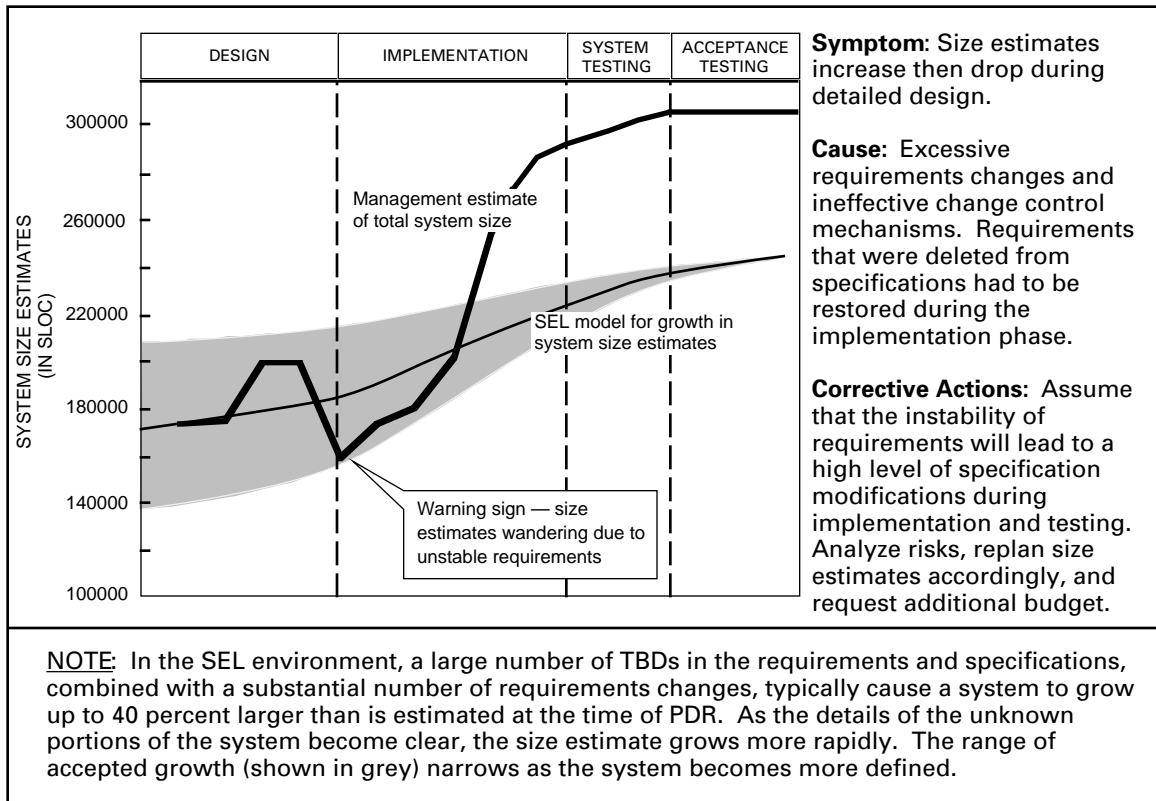 DESIGN
IMPLEMENTATION
SYSTEM
TESTING
ACCEPTANCE
TESTING
SYSTEM SIZE ESTIMATES
(IN SLOC)
300000
260000
220000
180000
140000
100000
Management estimate
of total system size
SEL model for growth in
system size estimates
Warning sign — size
estimates wandering due to
unstable requirements
Symptom: Size estimates
increase then drop during
detailed design.
Cause: Excessive
requirements changes and
ineffective change control
mechanisms. Requirements
that were deleted from
specifications had to be
restored during the
implementation phase.
Corrective Actions: Assume
that the instability of
requirements will lead to a
high level of specification
modifications during
implementation and testing.
Analyze risks, replan size
estimates accordingly, and
request additional budget.
NOTE: In the SEL environment, a large number of TBDs in the requirements and specifications,
combined with a substantial number of requirements changes, typically cause a system to grow
up to 40 percent larger than is estimated at the time of PDR. As the details of the unknown
portions of the system become clear, the size estimate grows more rapidly. The range of
accepted growth (shown in grey) narrows as the system becomes more defined.